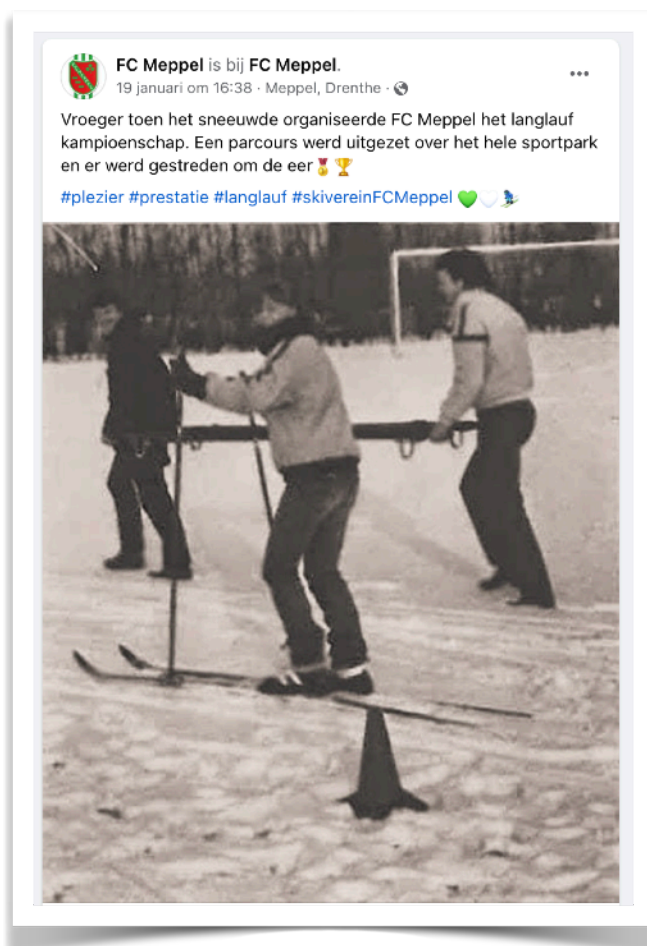 FC Meppel is bij FC Meppel.
19 januari om 16:38 · Meppel, Drenthe ·
Vroeger toen het sneeuwde organiseerde FC Meppel het langlauf
kampioenschap. Een parcours werd uitgezet over het hele sportpark
en er werd gestreden om de eer🏅🏆
#plezier #prestatie #langlauf #skivereinFCMeppel 💚🤍⛷️